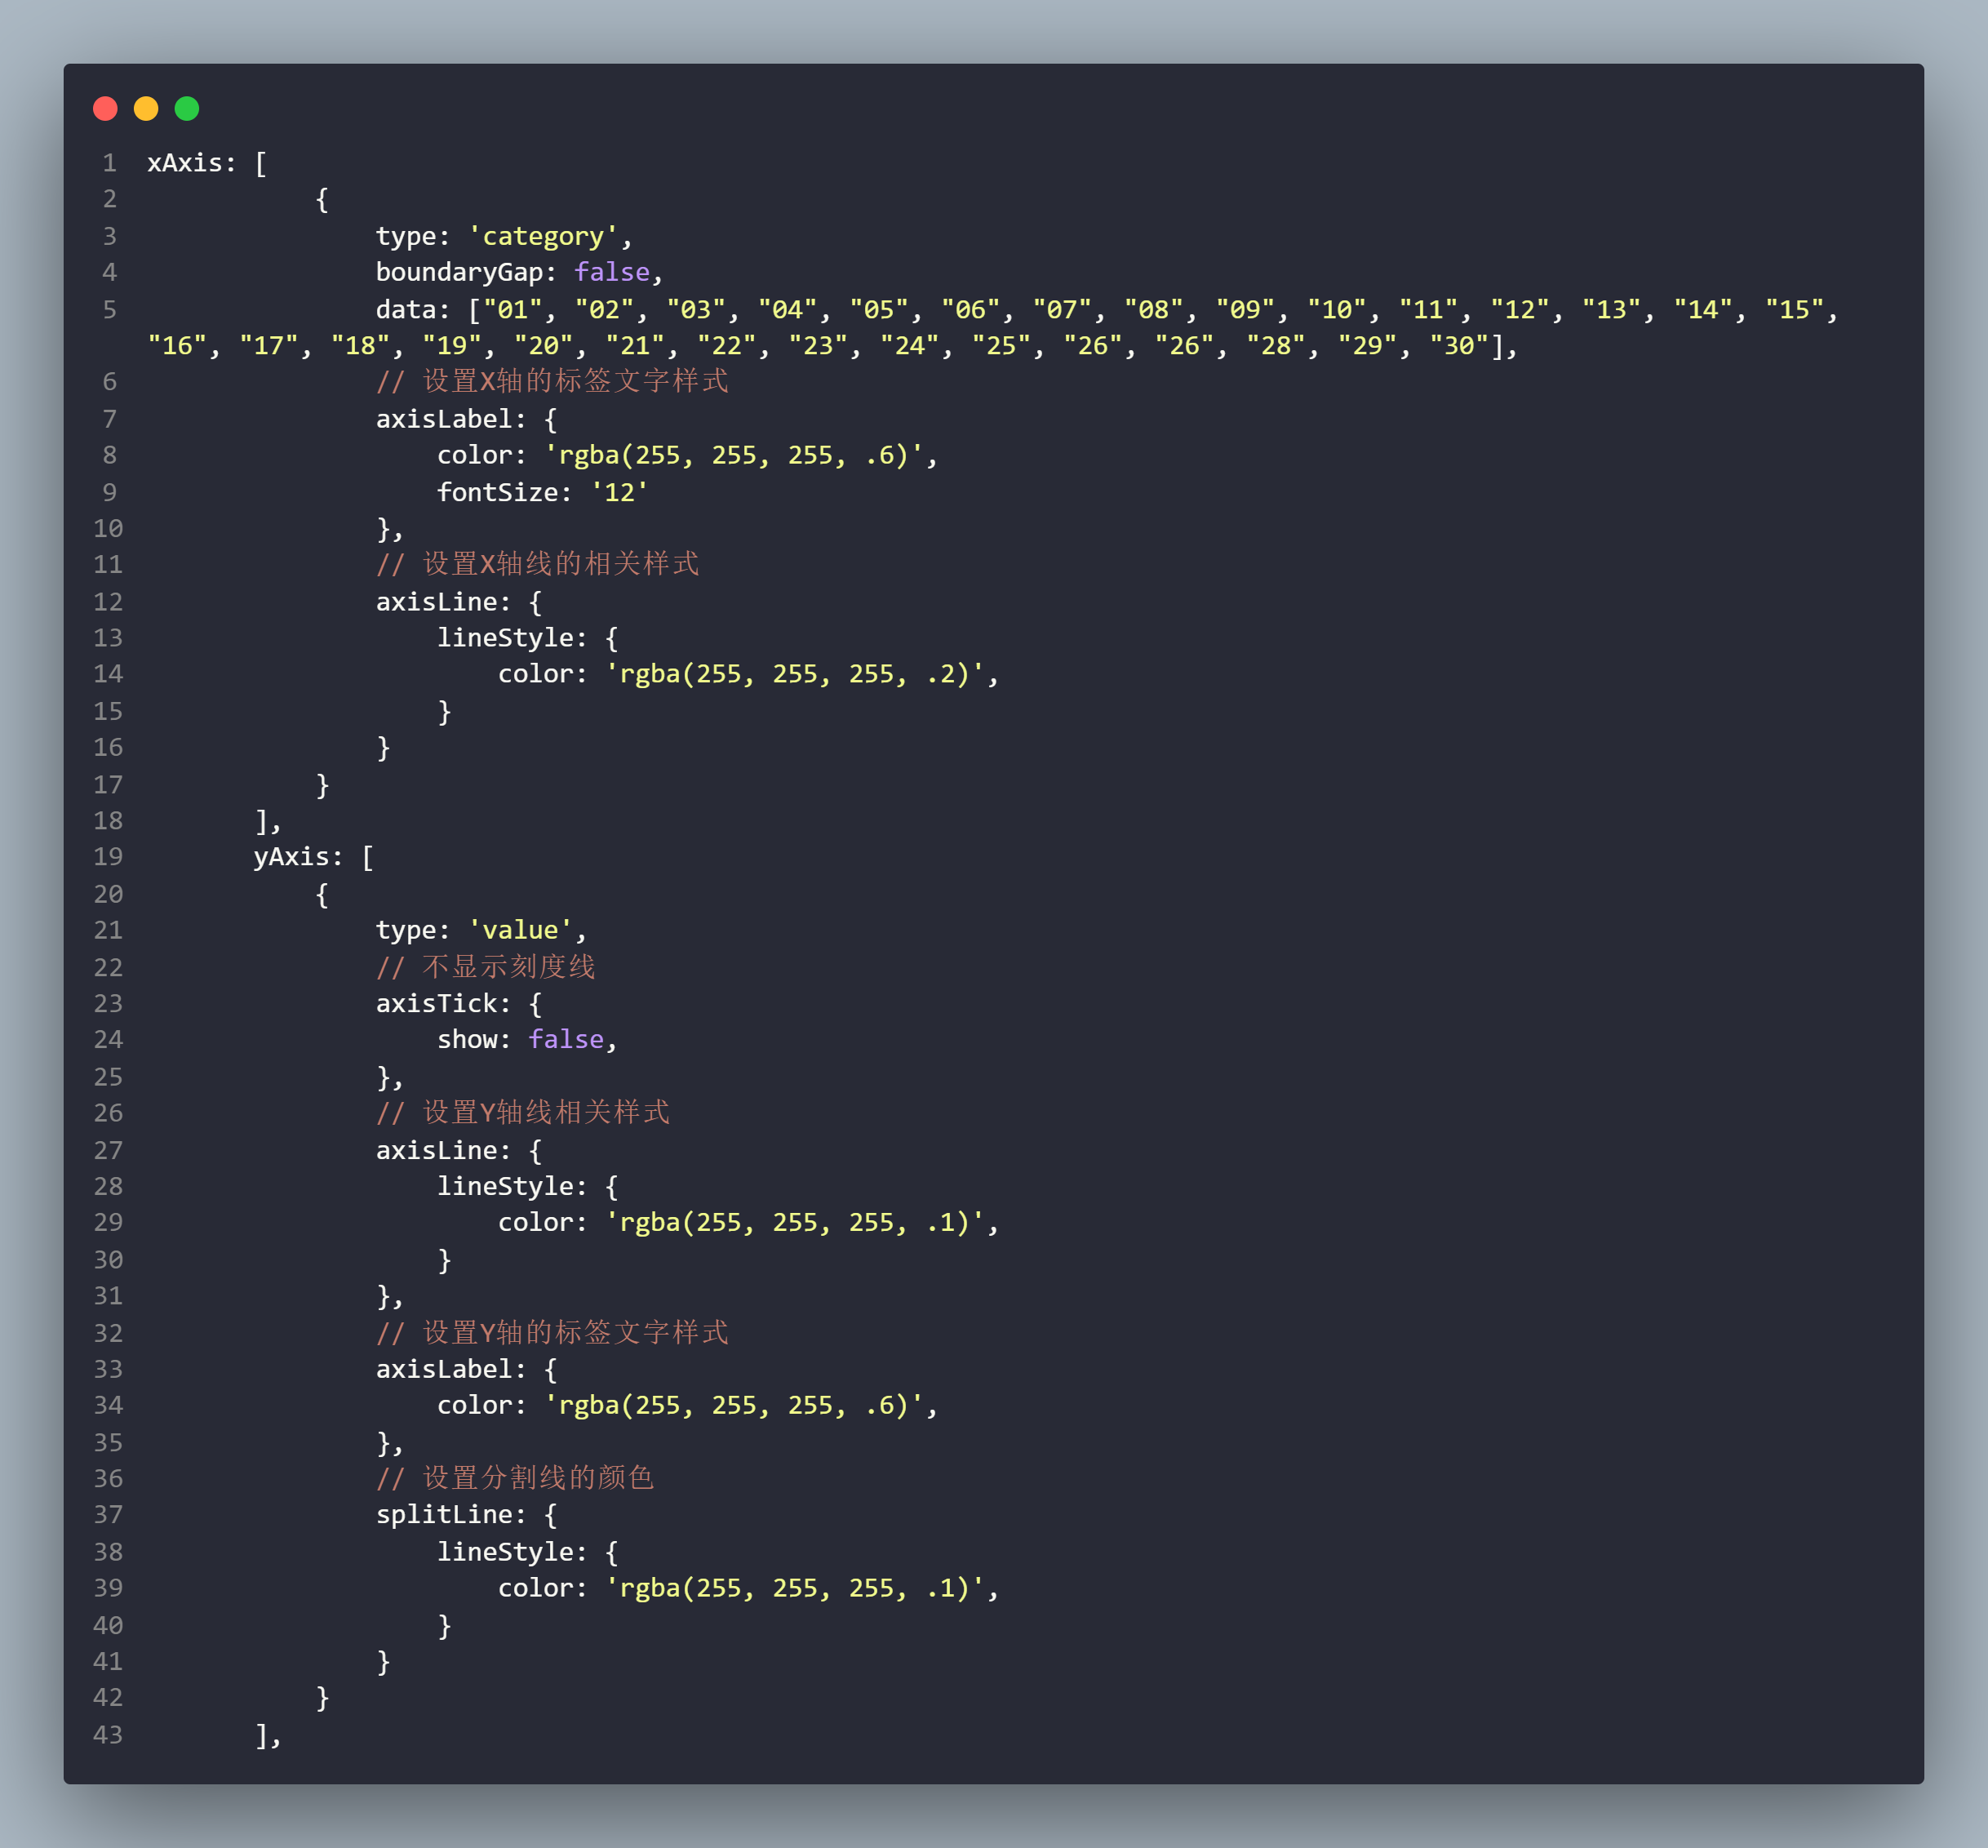 1 xAxis: [
2 {
3 type: 'category',
4 boundaryGap: false,
5 data: ["01", "02", "03", "04", "05", "06", "07", "08", "09", "10", "11", "12", "13", "14", "15",
"16", "17", "18", "19", "20", "21", "22", "23", "24", "25", "26", "26", "28", "29", "30"],
6 // 设置X轴的标签文字样式
7 axisLabel: {
8 color: 'rgba(255, 255, 255, .6)',
9 fontSize: '12'
10 },
11 // 设置X轴线的相关样式
12 axisLine: {
13 lineStyle: {
14 color: 'rgba(255, 255, 255, .2)',
15 }
16 }
17 }
18 ],
19 yAxis: [
20 {
21 type: 'value',
22 // 不显示刻度线
23 axisTick: {
24 show: false,
25 },
26 // 设置Y轴线相关样式
27 axisLine: {
28 lineStyle: {
29 color: 'rgba(255, 255, 255, .1)',
30 }
31 },
32 // 设置Y轴的标签文字样式
33 axisLabel: {
34 color: 'rgba(255, 255, 255, .6)',
35 },
36 // 设置分割线的颜色
37 splitLine: {
38 lineStyle: {
39 color: 'rgba(255, 255, 255, .1)',
40 }
41 }
42 }
43 ],